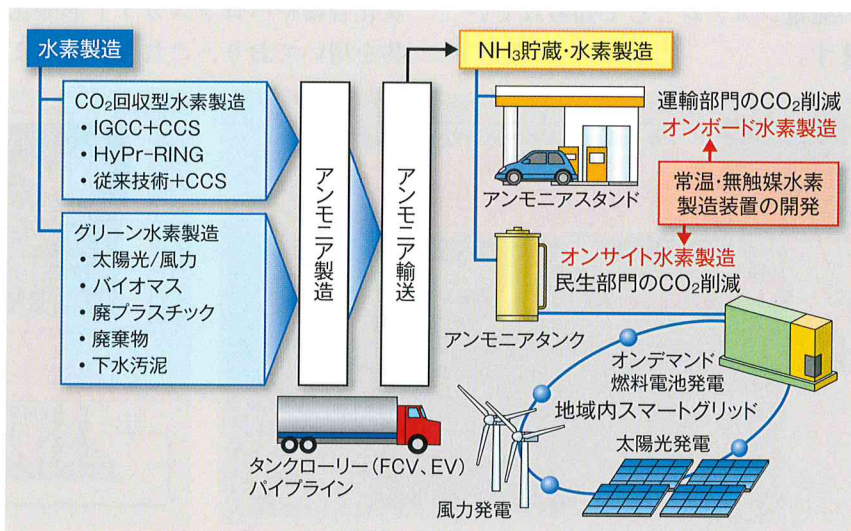 水素製造
CO₂回収型水素製造
・IGCC+CCS
・HyPr-RING
・従来技術+CCS
グリーン水素製造
・太陽光/風力
・バイオマス
・廃プラスチック
・廃棄物
・下水汚泥
アンモニア製造
アンモニア輸送
タンクローリー(FCV、EV)
パイプライン
NH₃貯蔵・水素製造
アンモニアスタンド
運輸部門のCO₂削減
オンボード水素製造
常温・無触媒水素
製造装置の開発
オンサイト水素製造
民生部門のCO₂削減
アンモニアタンク
オンデマンド
燃料電池発電
地域内スマートグリッド
太陽光発電
風力発電